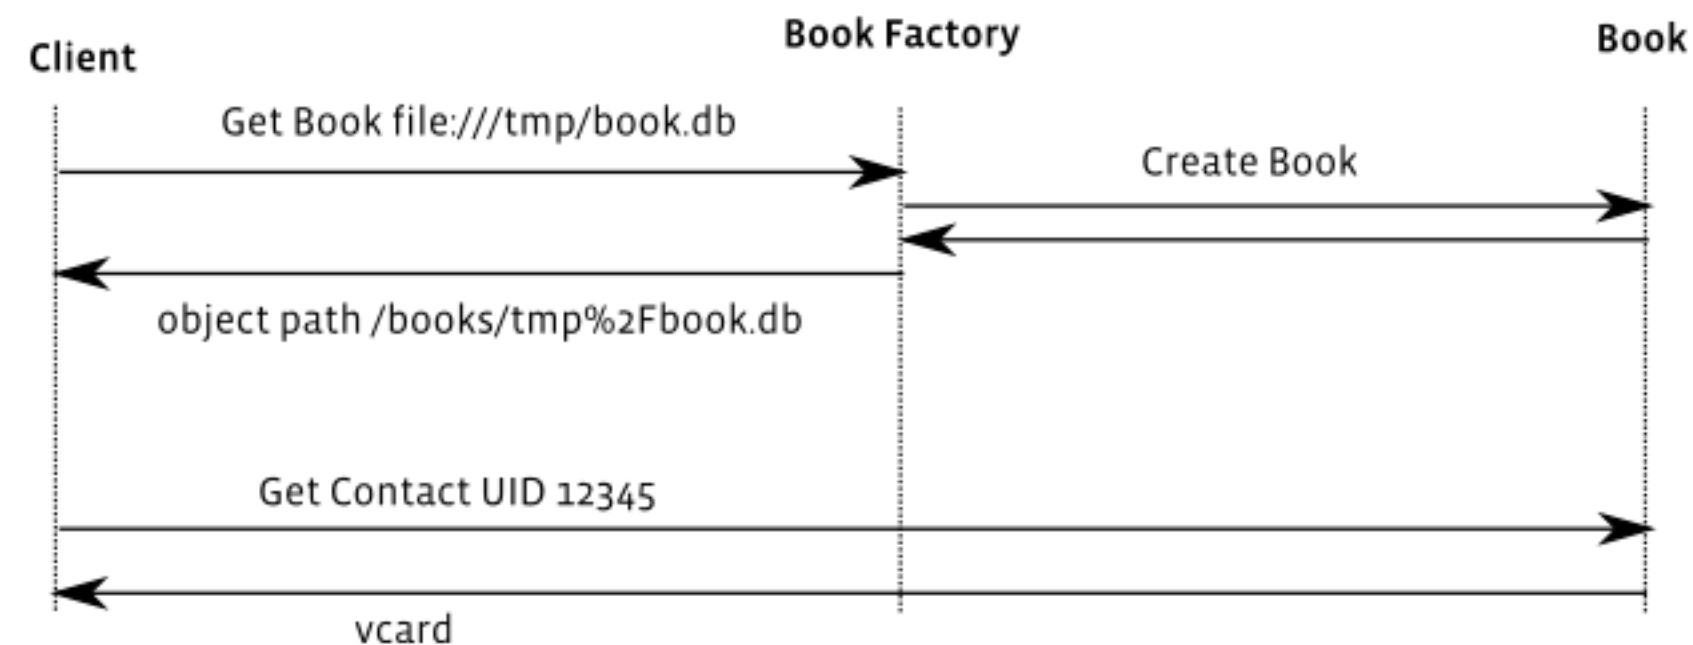 Client
Book Factory
Book
Get Book file:///tmp/book.db
Create Book
object path /books/tmp%2Fbook.db
Get Contact UID 12345
vcard